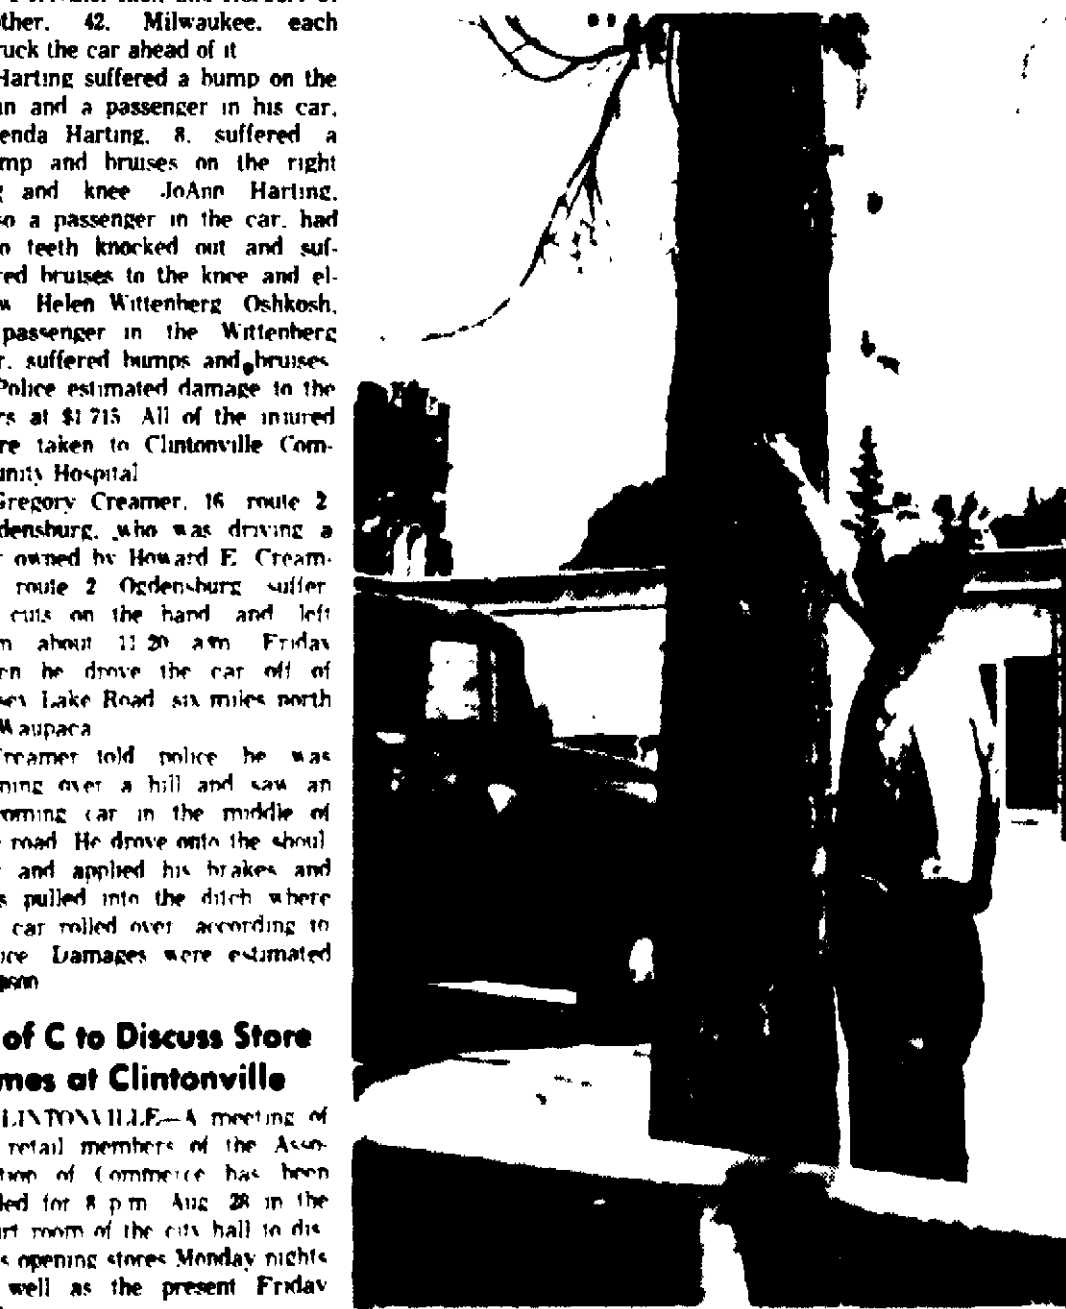 ther. 42. Milwaukee. each
ruck the car ahead of it
Harting suffered a bump on the
in and a passenger in his car,
enda Harting, 8, suffered a
mp and bruises on the right
g and knee JoAnn Harting,
so a passenger in the car, had
o teeth knocked out and suf-
red bruises to the knee and el-
w Helen Wittenberg Oshkosh,
passenger in the Wittenberg
r. suffered bumps and bruises
Police estimated damage to the
rs at $1 715 All of the injured
re taken to Clintonville Com-
unity Hospital
Gregory Creamer, 16 route 2
densburg, who was driving a
r owned by Howard E. Cream-
route 2 Ogdensburg suffer
cuts on the hand and left
m about 11 20 a m Friday
en he drove the car off of
sey Lake Road six miles north
Waupaca
reamer told police he was
ming over a hill and saw an
coming car in the middle of
road He drove onto the shoul
r and applied his brakes and
s pulled into the ditch where
car rolled over according to
ice Damages were estimated
of C to Discuss Store
mes at Clintonville
LINTONVILLE—A meeting of
retail members of the Asso-
tion of Commerce has been
led for 8 p m Aug 28 in the
rt room of the city hall to dis
s opening stores Monday nights
well as the present Friday